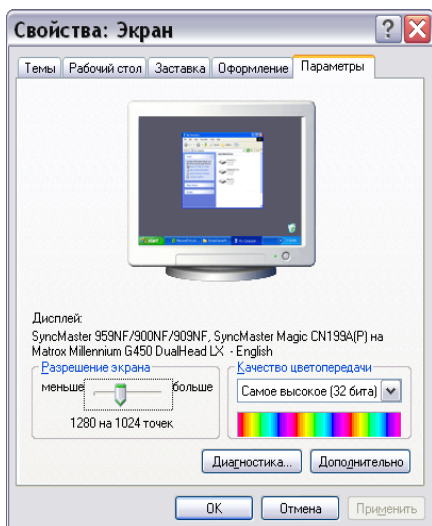 Свойства: Экран
Темы Рабочий стол Заставка Оформление Параметры
Дисплей:
SyncMaster 959NF/900NF/909NF, SyncMaster Magic CN199A(P) на
Matrox Millennium G450 DualHead LX - English
Разрешение экрана
меньше больше
1280 на 1024 точек
Качество цветопередачи
Самое высокое (32 бита)
Диагностика... Дополнительно
OK Отмена Применить